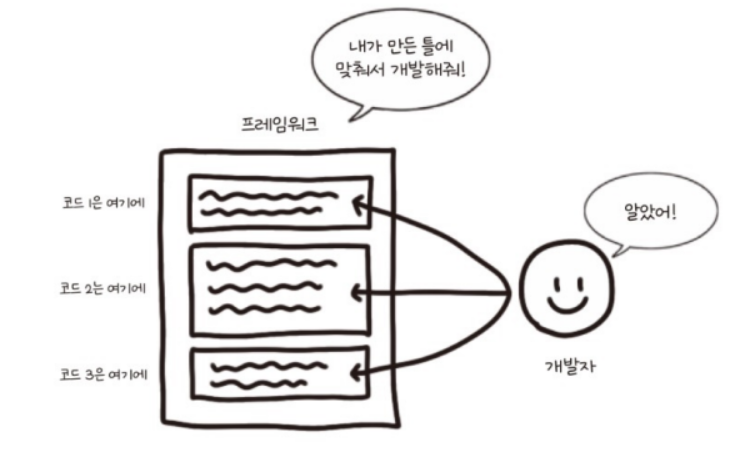 내가 만든 틀에
맞춰서 개발해줘!
프레임워크
코드 1은 여기에
알았어!
코드 2는 여기에
코드 3은 여기에
개발자